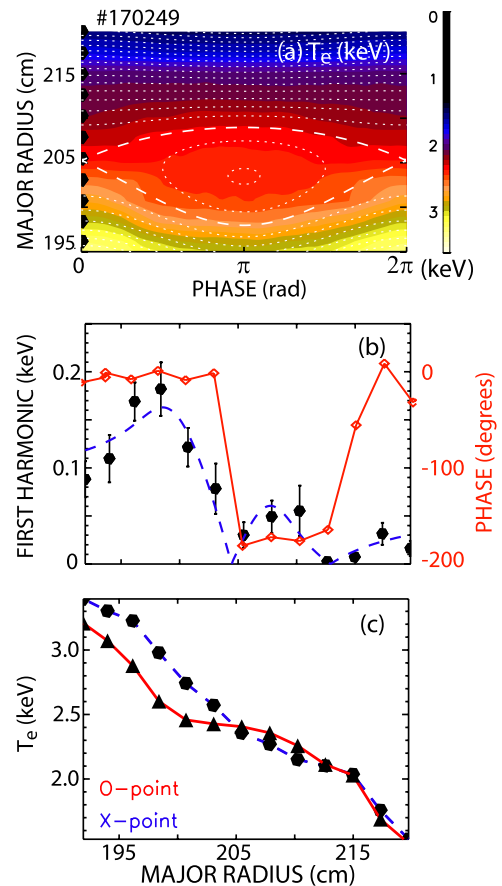 #170249
(a) Te (keV)
MAJOR RADIUS (cm)
215
205
195
0
π
2π
PHASE (rad)
0
1
2
3
(keV)
(b)
FIRST HARMONIC (keV)
0.2
0.1
0
0
-100
-200
PHASE (degrees)
(c)
Te (keV)
3.0
2.5
2.0
O-point
X-point
195
205
215
MAJOR RADIUS (cm)